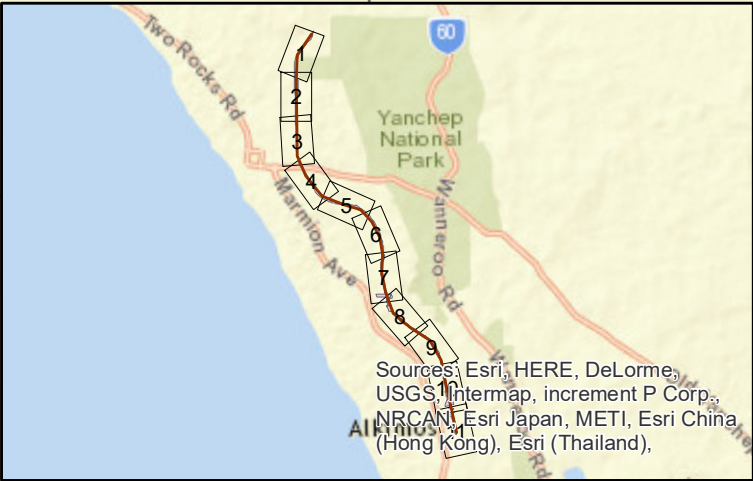 Two Rocks Rd
60
1
2
Yanchep
National
Park
3
4
5
Marmion Ave
Wanneroo Rd
6
7
8
9
Sources: Esri, HERE, DeLorme,
USGS, Intermap, increment P Corp.,
NRCAN, Esri Japan, METI, Esri China
(Hong Kong), Esri (Thailand),
10
Rd